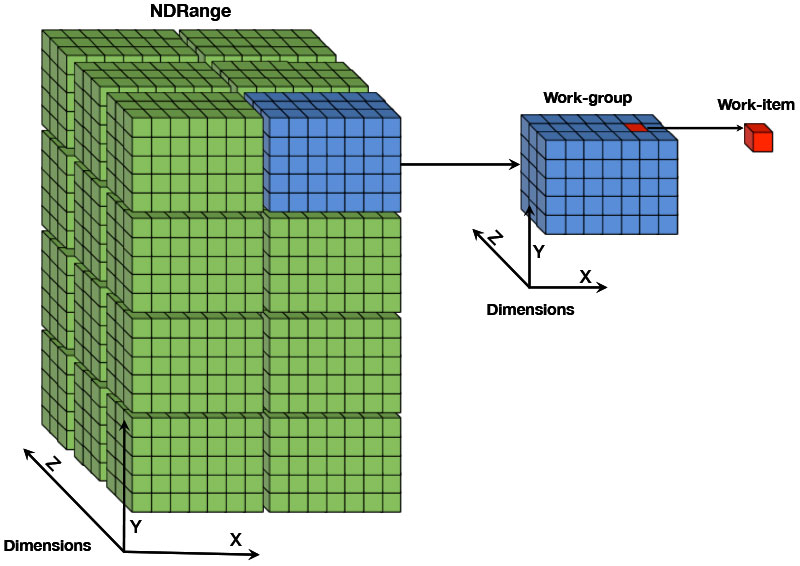 NDRange
Work-group
Work-item
Z
Y
X
Dimensions
Z
Y
X
Dimensions